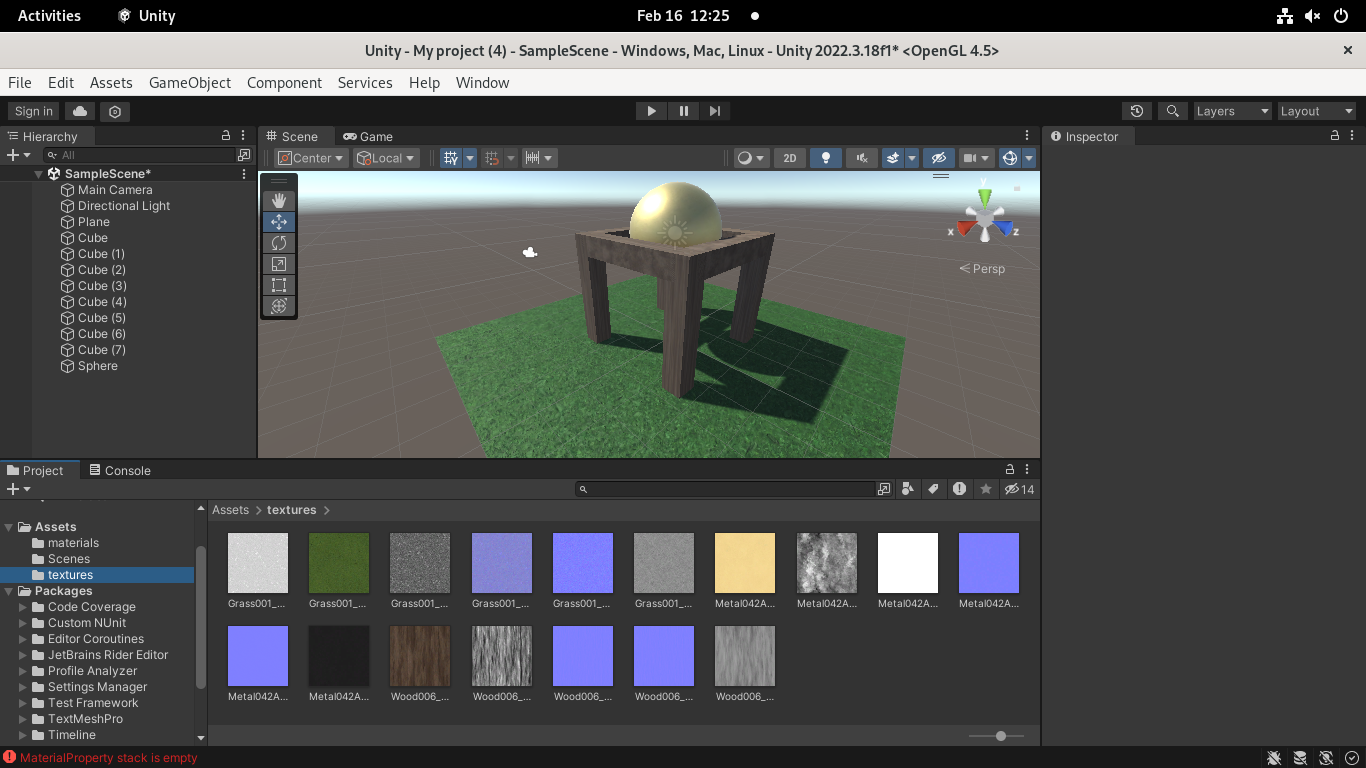 Activities Unity Feb 16 12:25
Unity - My project (4) - SampleScene - Windows, Mac, Linux - Unity 2022.3.18f1* <OpenGL 4.5>
File Edit Assets GameObject Component Services Help Window
Sign in Layers Layout
Hierarchy
All
SampleScene*
Main Camera
Directional Light
Plane
Cube
Cube (1)
Cube (2)
Cube (3)
Cube (4)
Cube (5)
Cube (6)
Cube (7)
Sphere
Scene Game
Center Local 2D
y
x z
Persp
Inspector
Project Console
14
Assets
materials
Scenes
textures
Packages
Code Coverage
Custom NUnit
Editor Coroutines
JetBrains Rider Editor
Profile Analyzer
Settings Manager
Test Framework
TextMeshPro
Timeline
Assets > textures >
Grass001_... Grass001_... Grass001_... Grass001_... Grass001_... Grass001_... Metal042A... Metal042A... Metal042A... Metal042A...
Metal042A... Metal042A... Wood006_... Wood006_... Wood006_... Wood006_... Wood006_...
MaterialProperty stack is empty